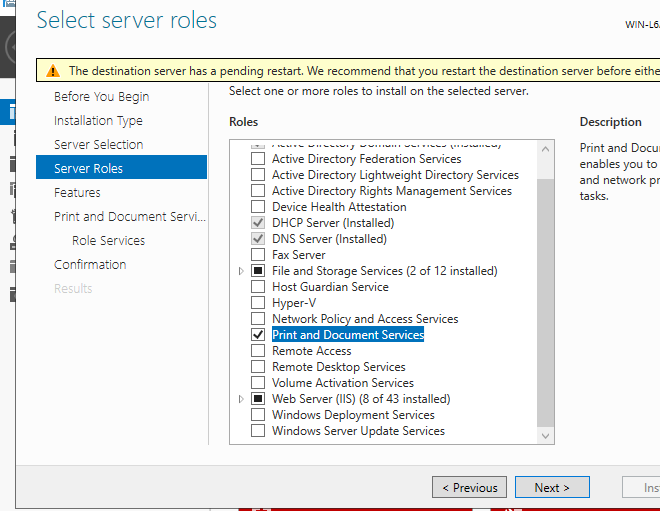 Select server roles
WIN-L6
The destination server has a pending restart. We recommend that you restart the destination server before eithe
Before You Begin
Installation Type
Server Selection
Server Roles
Features
Print and Document Servi...
Role Services
Confirmation
Results
Select one or more roles to install on the selected server.
Roles
Active Directory Domain Services (Installed)
Active Directory Federation Services
Active Directory Lightweight Directory Services
Active Directory Rights Management Services
Device Health Attestation
DHCP Server (Installed)
DNS Server (Installed)
Fax Server
File and Storage Services (2 of 12 installed)
Host Guardian Service
Hyper-V
Network Policy and Access Services
Print and Document Services
Remote Access
Remote Desktop Services
Volume Activation Services
Web Server (IIS) (8 of 43 installed)
Windows Deployment Services
Windows Server Update Services
Description
Print and Docu
enables you to
and network pr
tasks.
< Previous
Next >
Ins